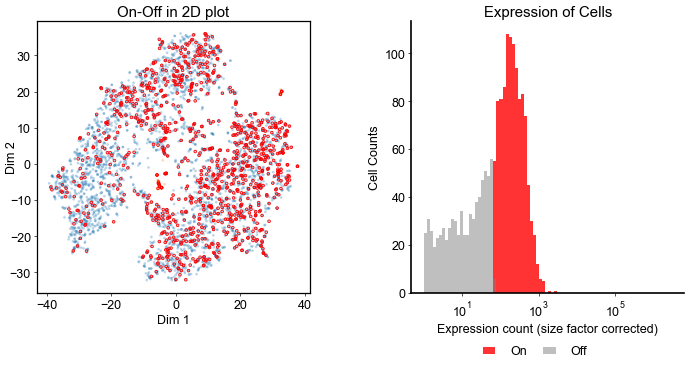 On-Off in 2D plot
Dim 2
30
20
10
0
−10
−20
−30
−40
−20
0
20
40
Dim 1
Expression of Cells
Cell Counts
100
80
60
40
20
0
10^1
10^3
10^5
Expression count (size factor corrected)
On
Off